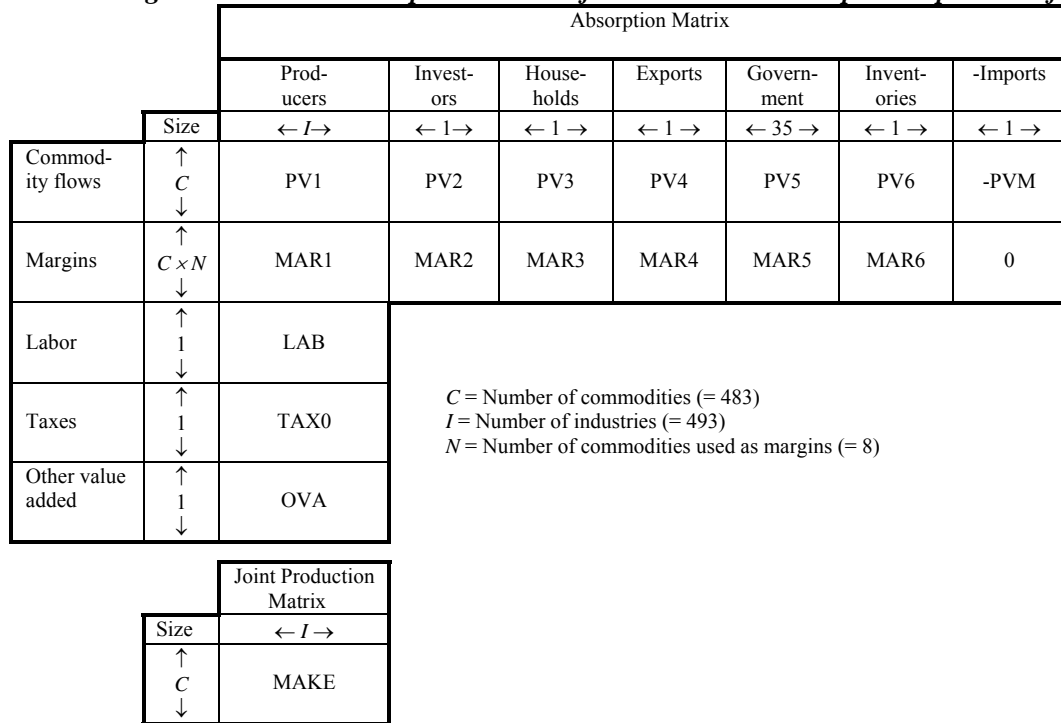 Absorption Matrix
Prod-
ucers
Invest-
ors
House-
holds
Exports
Govern-
ment
Invent-
ories
-Imports
Size
← I→
← 1→
← 1 →
← 1 →
← 35 →
← 1 →
← 1 →
Commod-
ity flows
↑
C
↓
PV1
PV2
PV3
PV4
PV5
PV6
-PVM
Margins
↑
C × N
↓
MAR1
MAR2
MAR3
MAR4
MAR5
MAR6
0
Labor
↑
1
↓
LAB
Taxes
↑
1
↓
TAX0
Other value
added
↑
1
↓
OVA
C = Number of commodities (= 483)
I = Number of industries (= 493)
N = Number of commodities used as margins (= 8)
Joint Production
Matrix
Size
← I →
↑
C
↓
MAKE